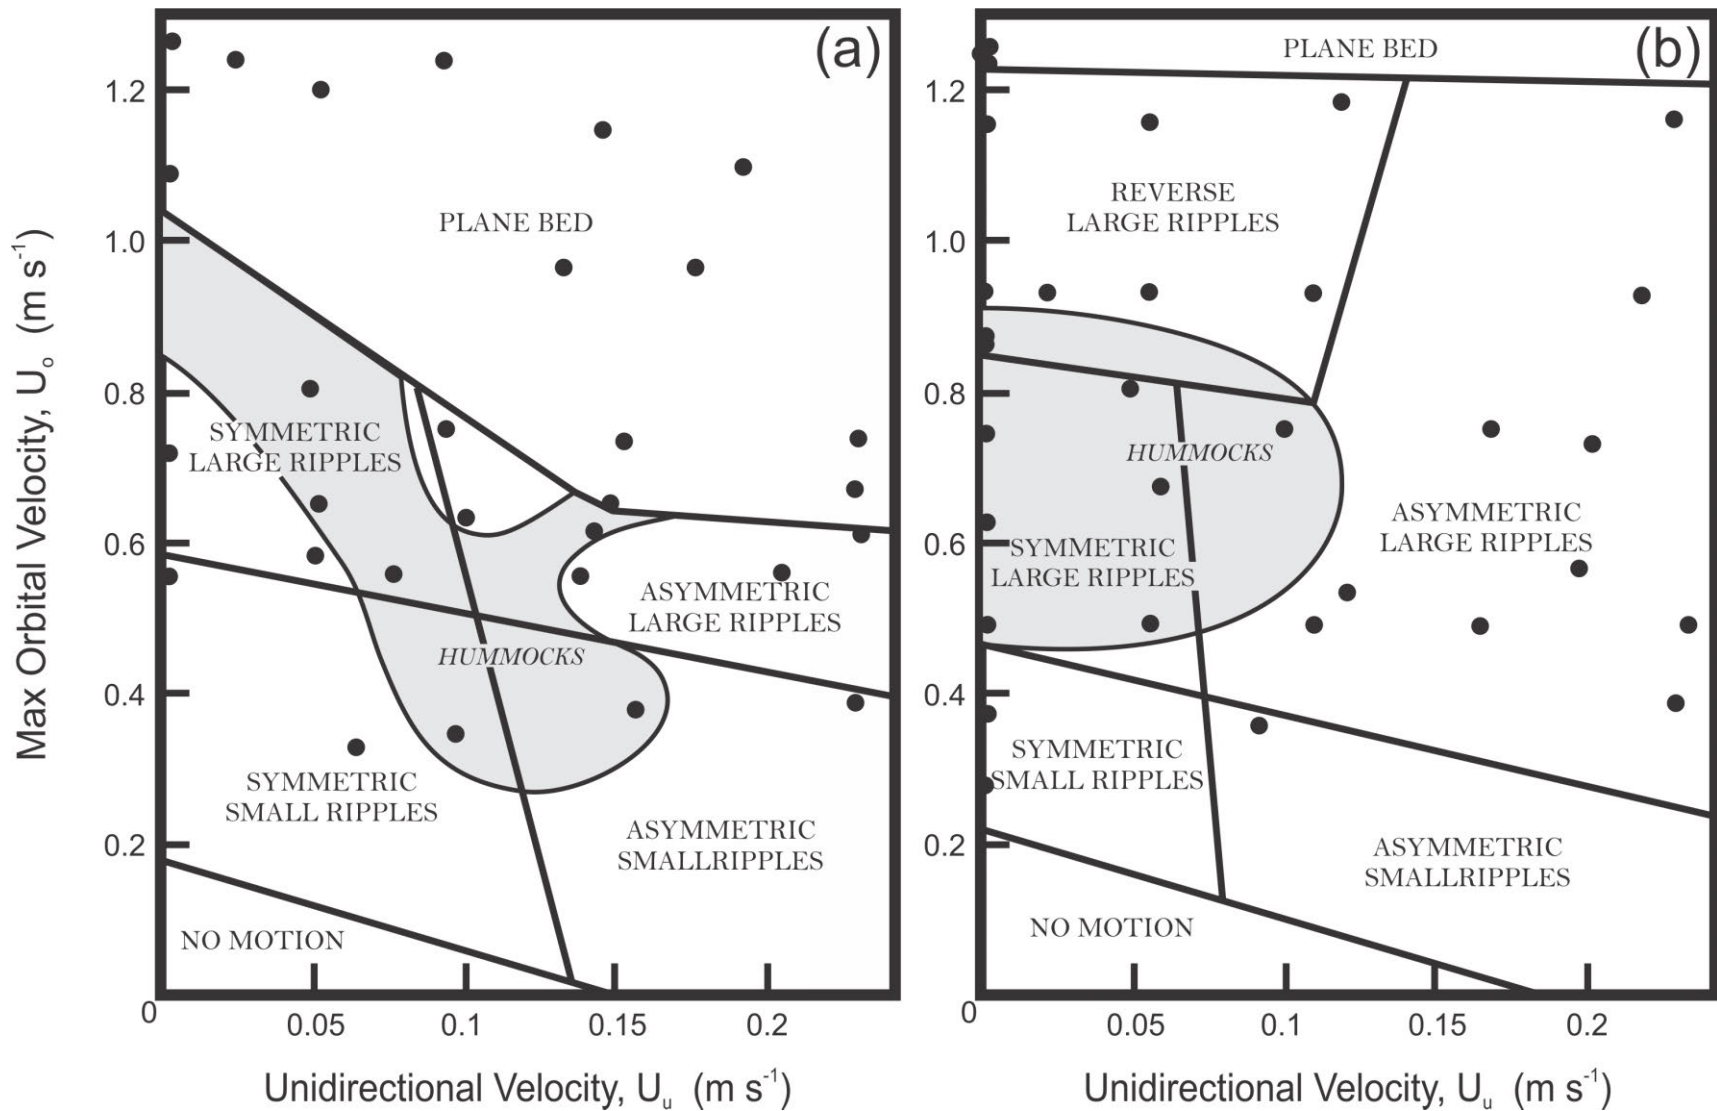 (a)
PLANE BED
SYMMETRIC
LARGE RIPPLES
ASYMMETRIC
LARGE RIPPLES
HUMMOCKS
SYMMETRIC
SMALL RIPPLES
ASYMMETRIC
SMALLRIPPLES
NO MOTION
1.2
1.0
0.8
0.6
0.4
0.2
0
0.05
0.1
0.15
0.2
Max Orbital Velocity, Uo (m s-1)
Unidirectional Velocity, Uu (m s-1)
(b)
PLANE BED
REVERSE
LARGE RIPPLES
HUMMOCKS
ASYMMETRIC
LARGE RIPPLES
SYMMETRIC
LARGE RIPPLES
SYMMETRIC
SMALL RIPPLES
ASYMMETRIC
SMALLRIPPLES
NO MOTION
1.2
1.0
0.8
0.6
0.4
0.2
0
0.05
0.1
0.15
0.2
Unidirectional Velocity, Uu (m s-1)